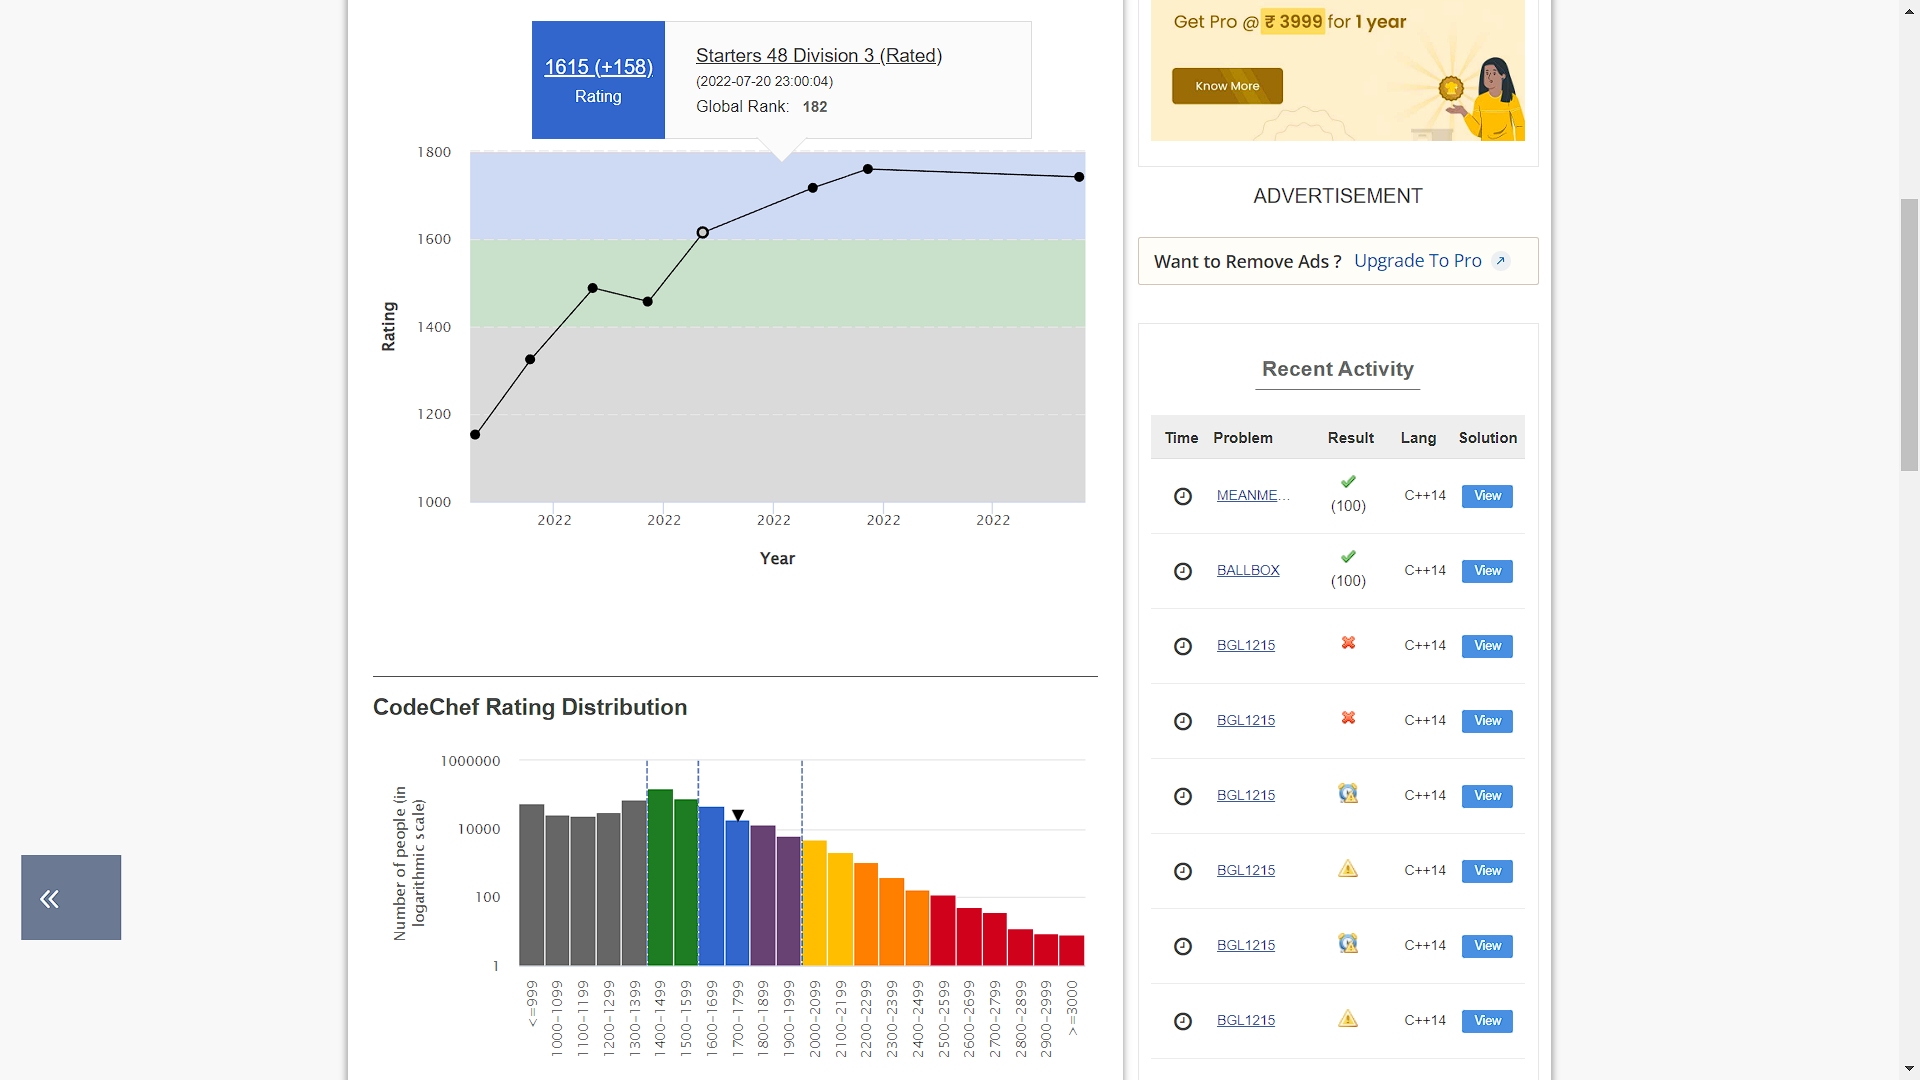 1615 (+158)
Rating
Starters 48 Division 3 (Rated)
(2022-07-20 23:00:04)
Global Rank: 182
1800
1600
1400
1200
1000
Rating
2022 2022 2022 2022 2022
Year
CodeChef Rating Distribution
1000000
10000
100
1
Number of people (in
logarithmic scale)
<=999
1000-1099
1100-1199
1200-1299
1300-1399
1400-1499
1500-1599
1600-1699
1700-1799
1800-1899
1900-1999
2000-2099
2100-2199
2200-2299
2300-2399
2400-2499
2500-2599
2600-2699
2700-2799
2800-2899
2900-2999
>=3000
Get Pro @ ₹ 3999 for 1 year
Know More
ADVERTISEMENT
Want to Remove Ads ? Upgrade To Pro
Recent Activity
Time Problem Result Lang Solution
MEANME... (100) C++14 View
BALLBOX (100) C++14 View
BGL1215 C++14 View
BGL1215 C++14 View
BGL1215 C++14 View
BGL1215 C++14 View
BGL1215 C++14 View
BGL1215 C++14 View